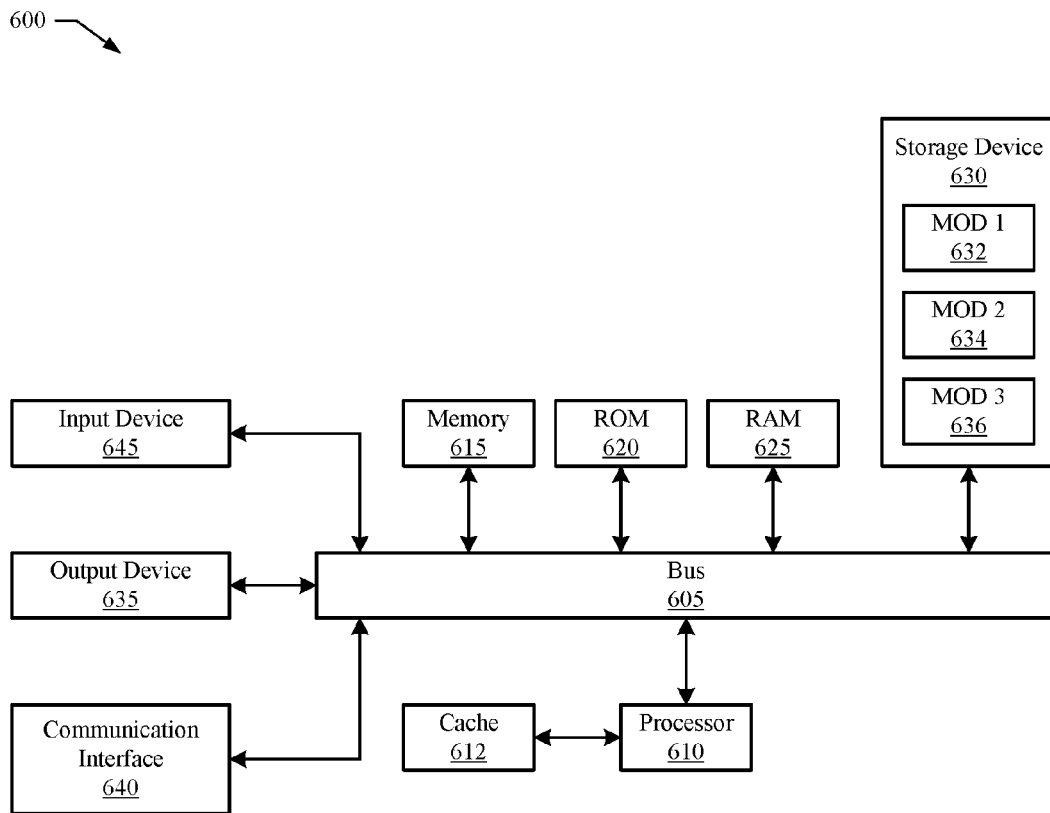 600
Storage Device
630
MOD 1
632
MOD 2
634
MOD 3
636
Input Device
645
Memory
615
ROM
620
RAM
625
Output Device
635
Bus
605
Communication
Interface
640
Cache
612
Processor
610